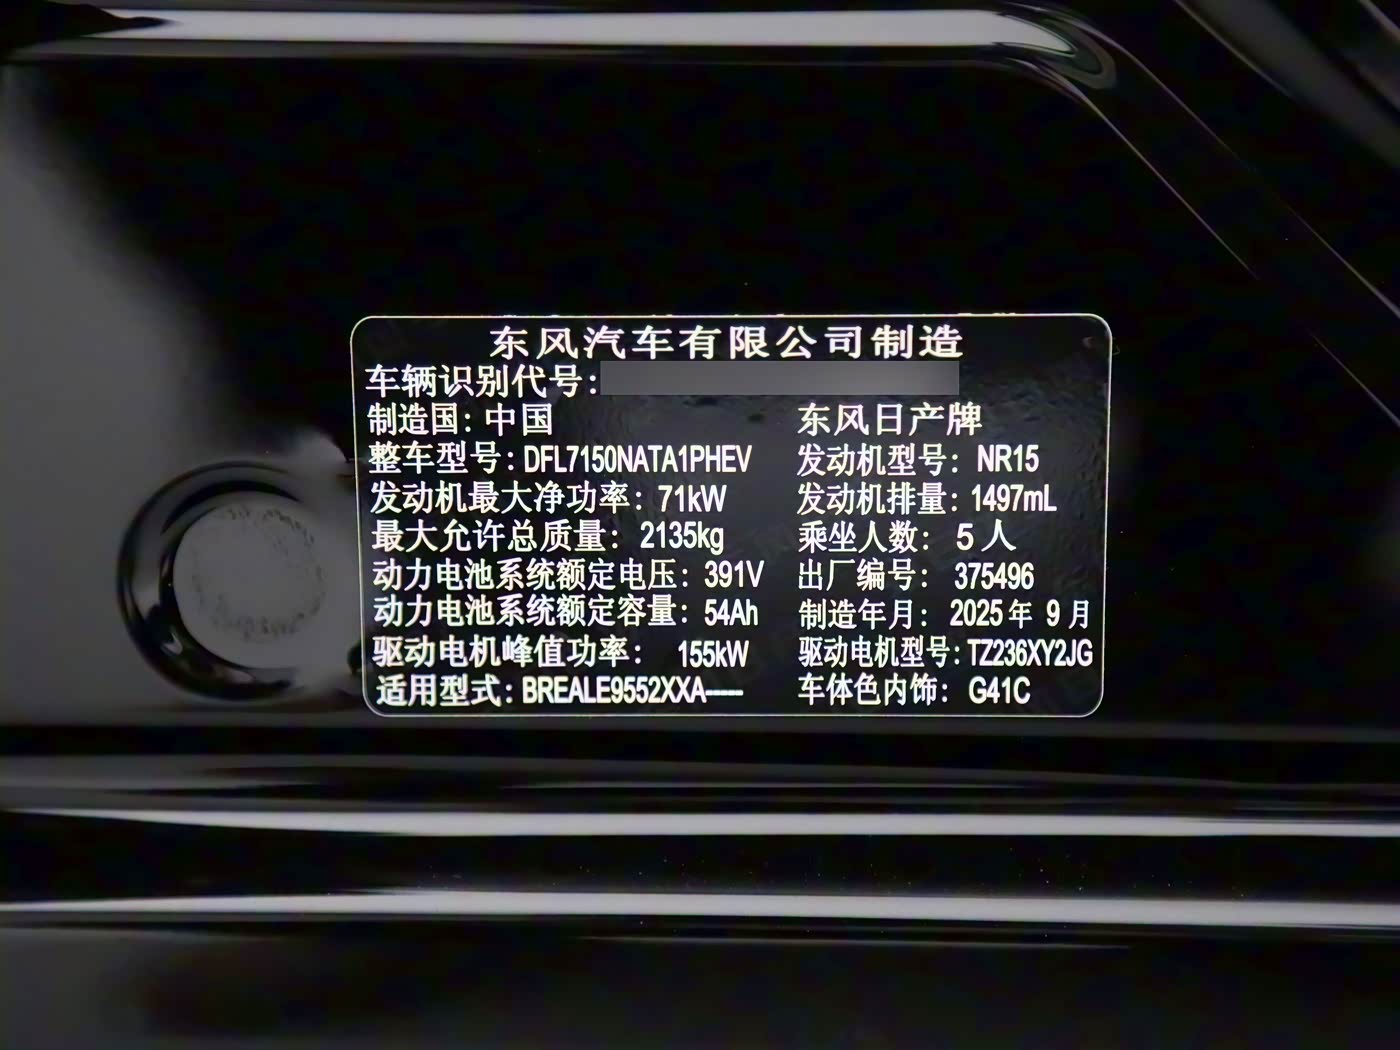 东风汽车有限公司制造
车辆识别代号:
制造国: 中国 东风日产牌
整车型号: DFL7150NATA1PHEV 发动机型号: NR15
发动机最大净功率: 71kW 发动机排量: 1497mL
最大允许总质量: 2135kg 乘坐人数: 5 人
动力电池系统额定电压: 391V 出厂编号: 375496
动力电池系统额定容量: 54Ah 制造年月: 2025年 9月
驱动电机峰值功率: 155kW 驱动电机型号: TZ236XY2JG
适用型式: BREALE9552XXA----- 车体色内饰: G41C